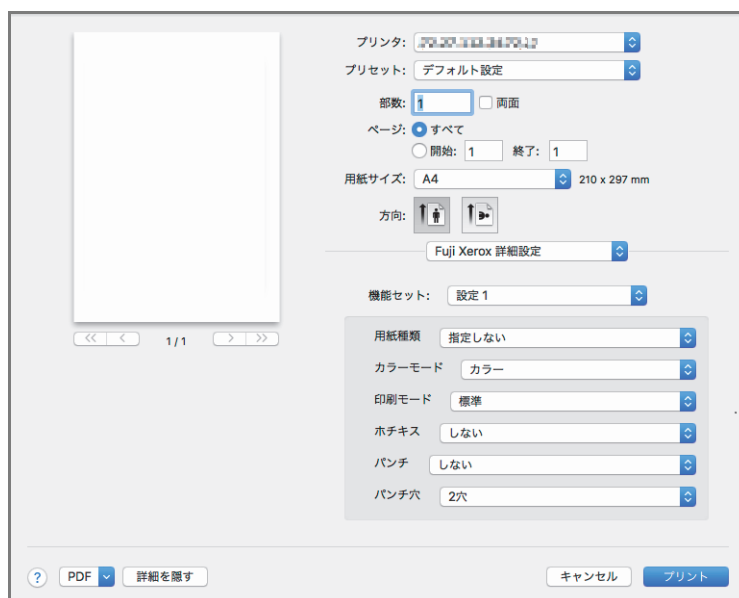 プリンタ:
プリセット: デフォルト設定
部数: 1 両面
ページ: すべて
開始: 1 終了: 1
用紙サイズ: A4 210 x 297 mm
方向:
Fuji Xerox 詳細設定
機能セット: 設定 1
<< < 1 / 1 > >>
用紙種類 指定しない
カラーモード カラー
印刷モード 標準
ホチキス しない
パンチ しない
パンチ穴 2穴
? PDF 詳細を隠す キャンセル プリント